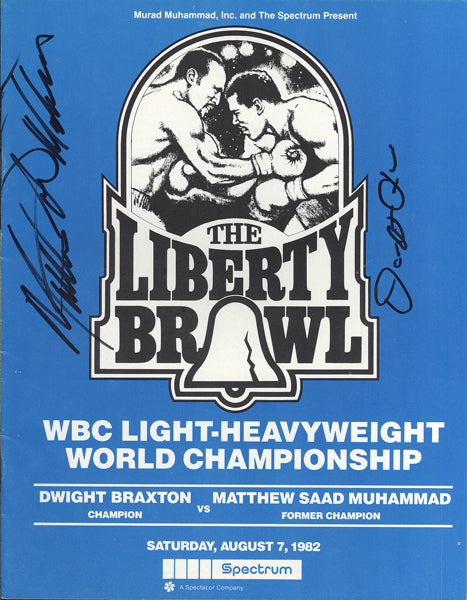 Murad Muhammad, Inc. and The Spectrum Present
THE
LIBERTY
BRAWL
WBC LIGHT-HEAVYWEIGHT
WORLD CHAMPIONSHIP
DWIGHT BRAXTON VS MATTHEW SAAD MUHAMMAD
CHAMPION FORMER CHAMPION
SATURDAY, AUGUST 7, 1982
Spectrum
A Spectacor Company